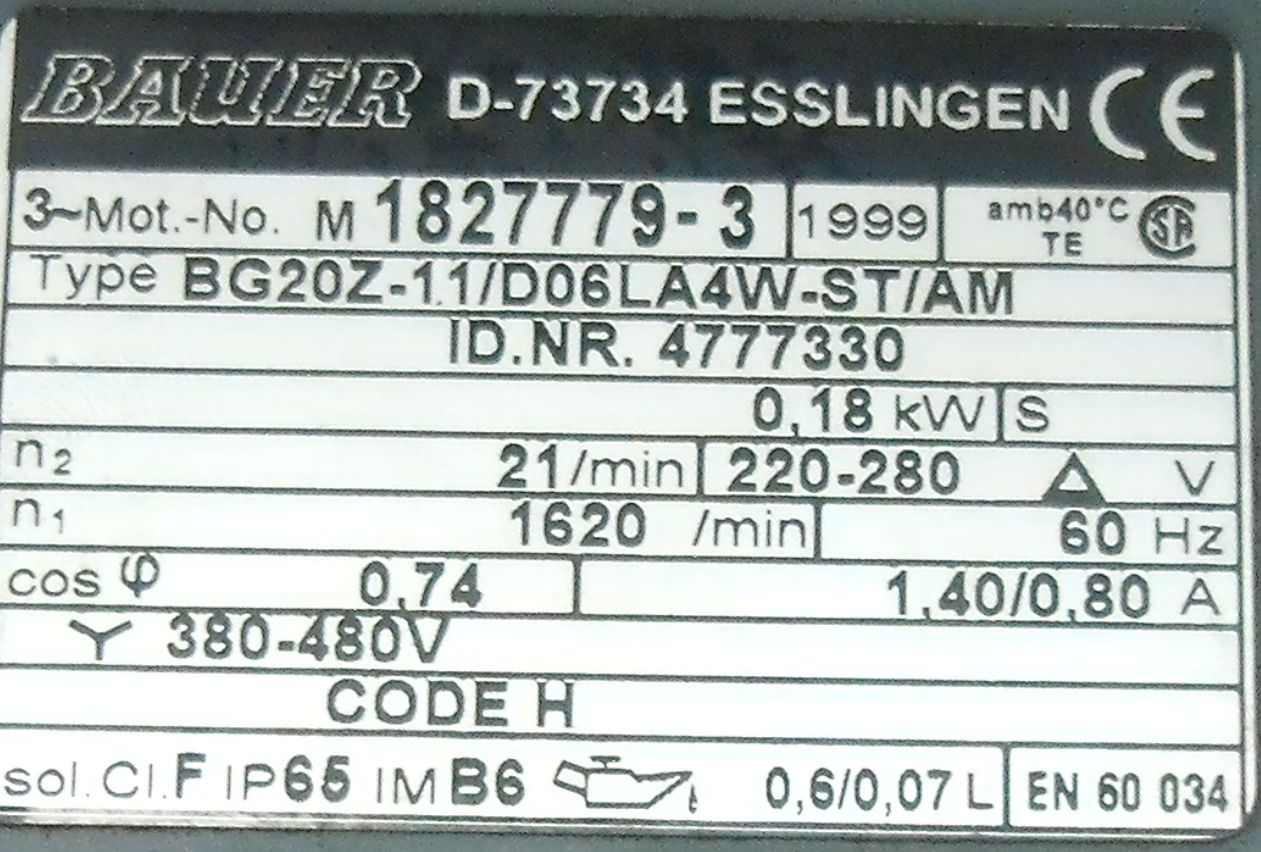 BAUER D-73734 ESSLINGEN CE
3~Mot.-No. M 1827779-3 1999 amb40°C TE SA
Type BG20Z-11/D06LA4W-ST/AM
ID.NR. 4777330
0,18 kW S
n₂ 21/min 220-280 Δ V
n₁ 1620 /min 60 Hz
cos φ 0,74 1,40/0,80 A
Y 380-480V
CODE H
sol.Cl.F IP65 IM B6 0,6/0,07 L EN 60 034